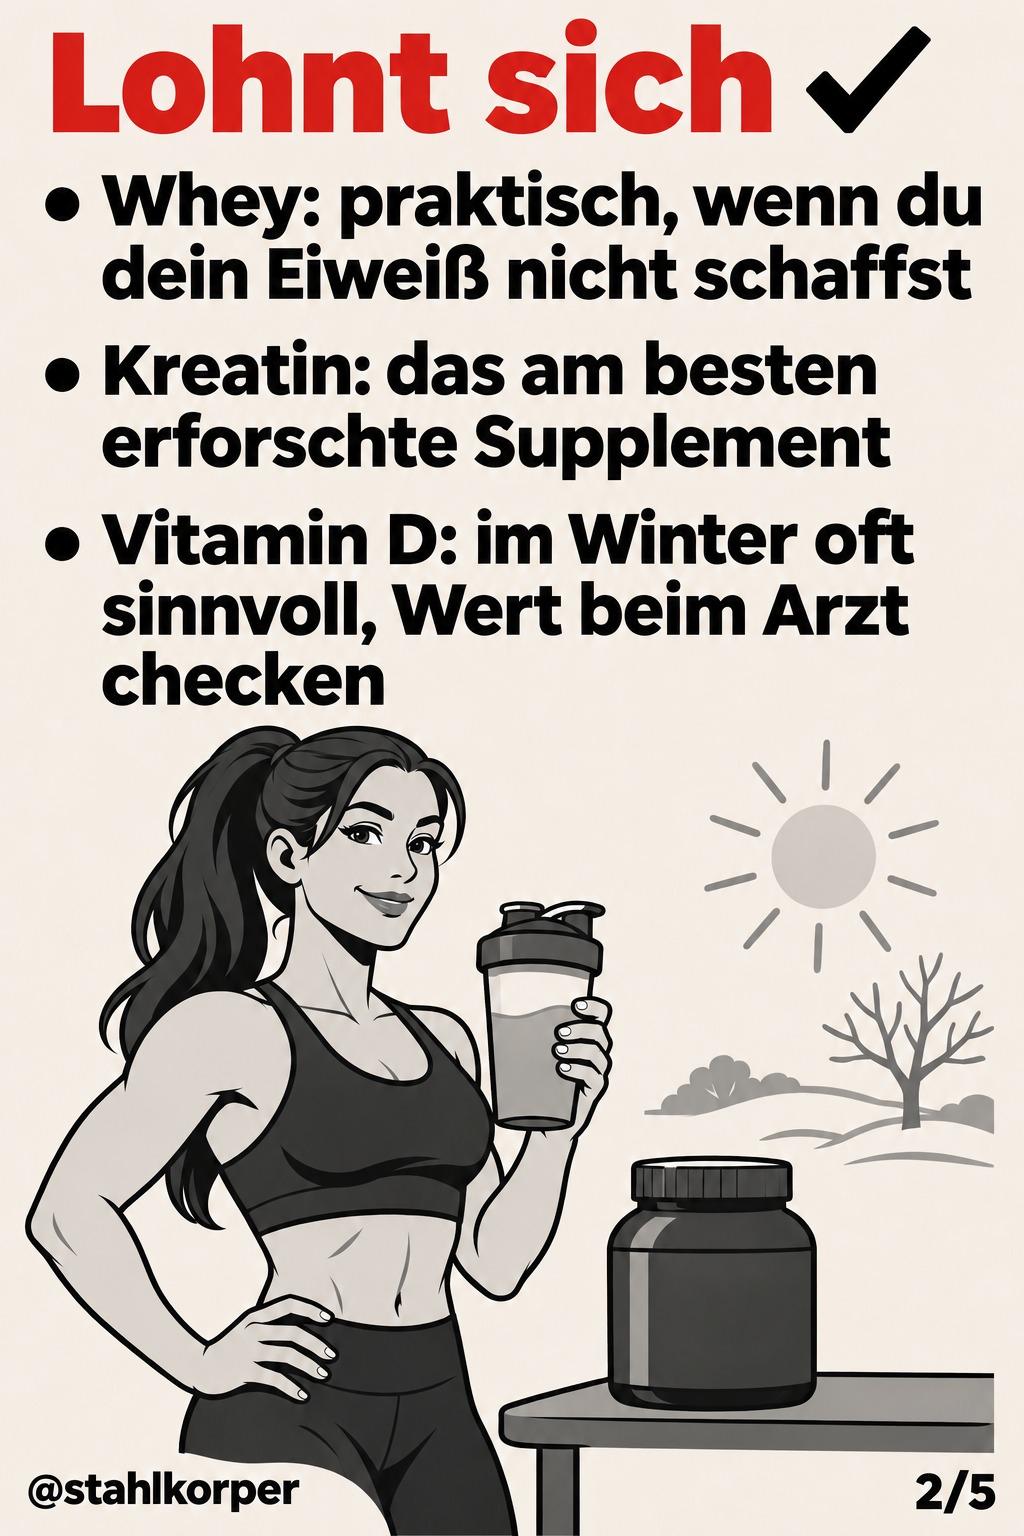 Lohnt sich ✓
• Whey: praktisch, wenn du
dein Eiweiß nicht schaffst
• Kreatin: das am besten
erforschte Supplement
• Vitamin D: im Winter oft
sinnvoll, Wert beim Arzt
checken
@stahlkorper
2/5